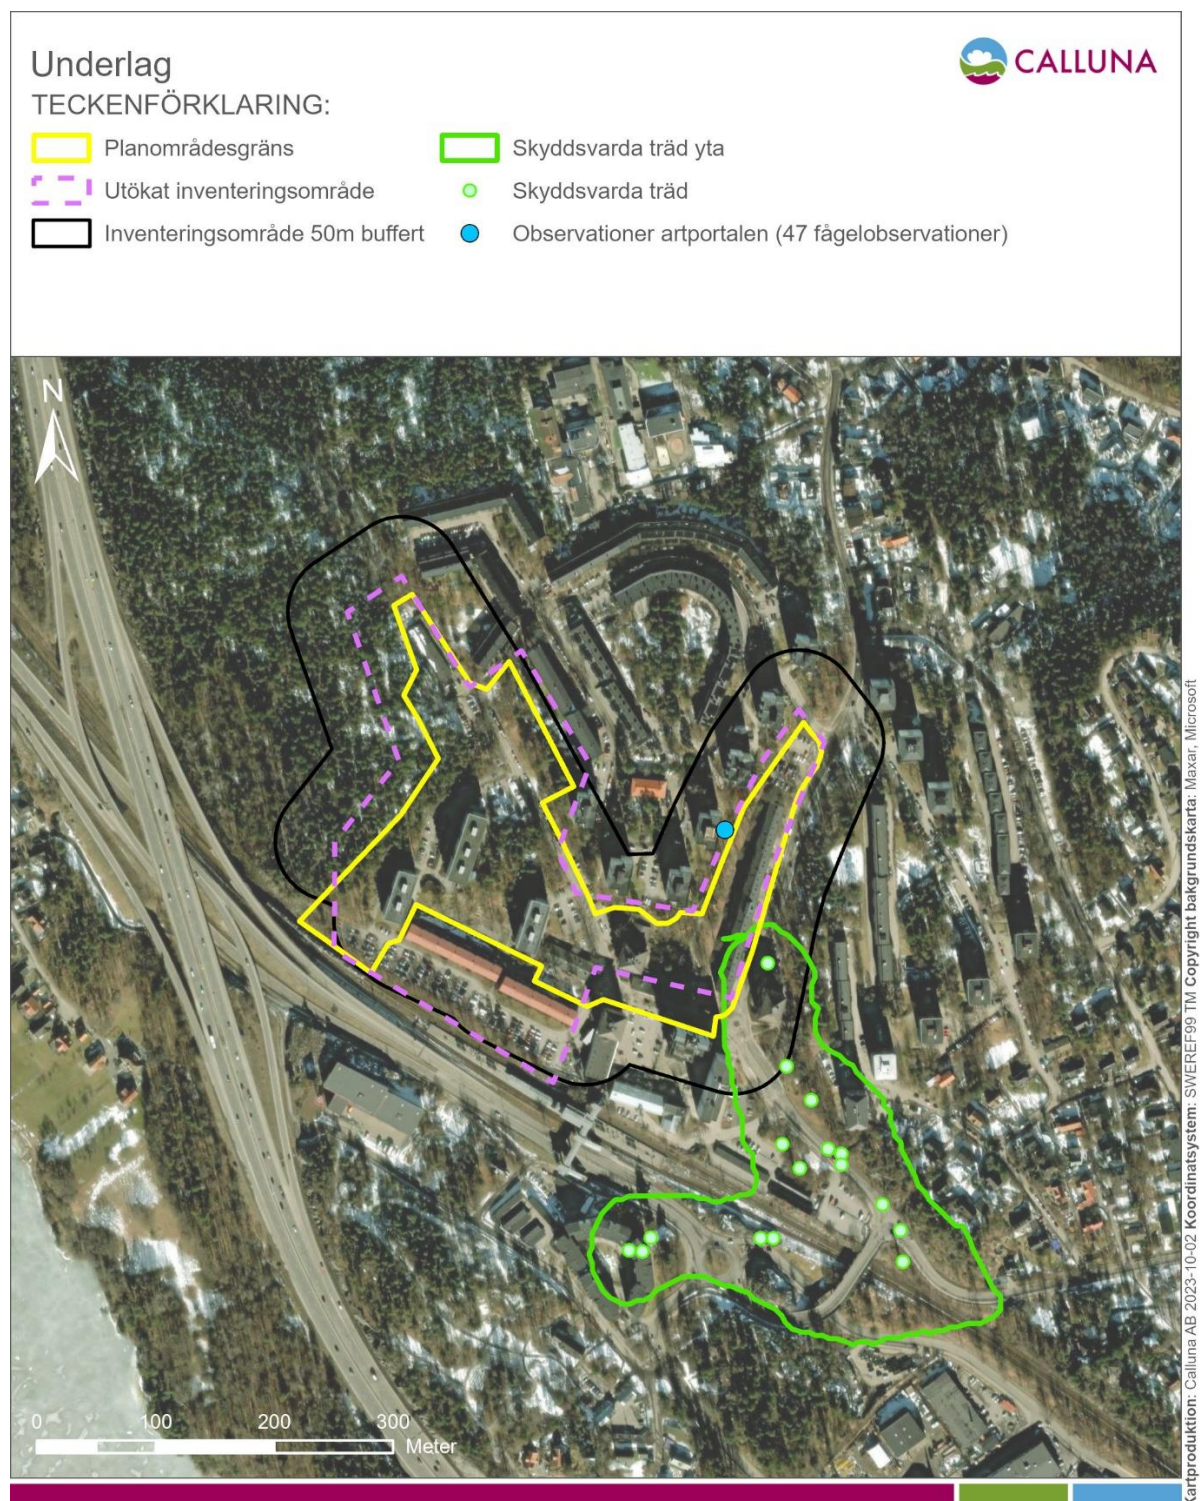 Underlag
CALLUNA
TECKENFÖRKLARING:
Planområdesgräns
Utökat inventeringsområde
Inventeringsområde 50m buffert
Skyddsvarda träd yta
Skyddsvarda träd
Observationer artportalen (47 fågelobservationer)
N
0 100 200 300
Meter
Kartproduktion: Calluna AB 2023-10-02 Koordinatsystem: SWEREF99 TM Copyright bakgrundskarta: Maxar, Microsoft